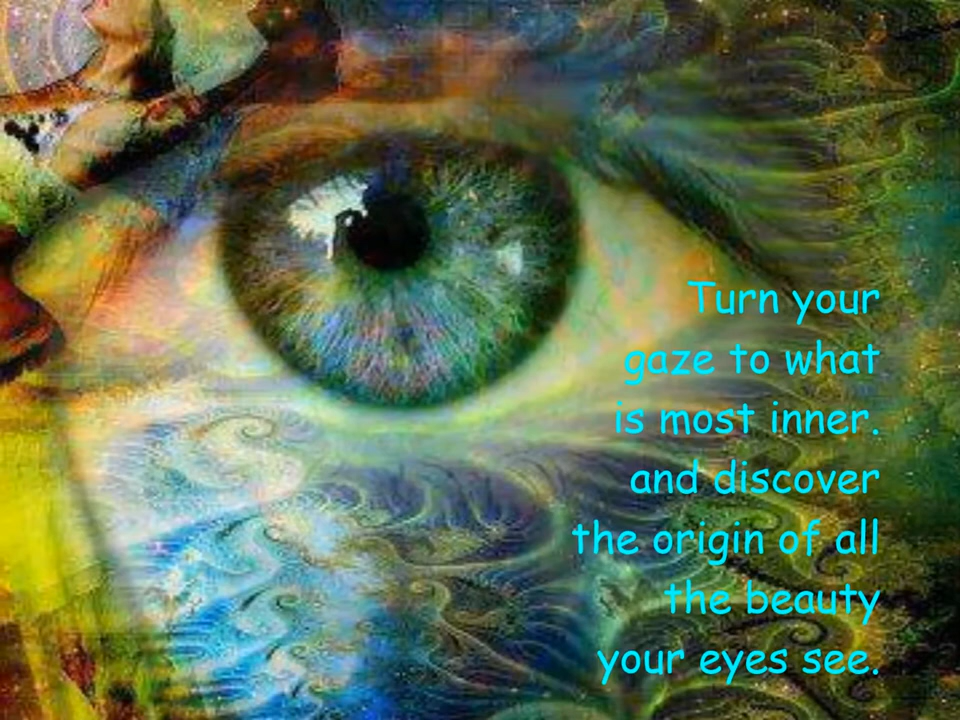 Turn your
gaze to what
is most inner.
and discover
the origin of all
the beauty
your eyes see.